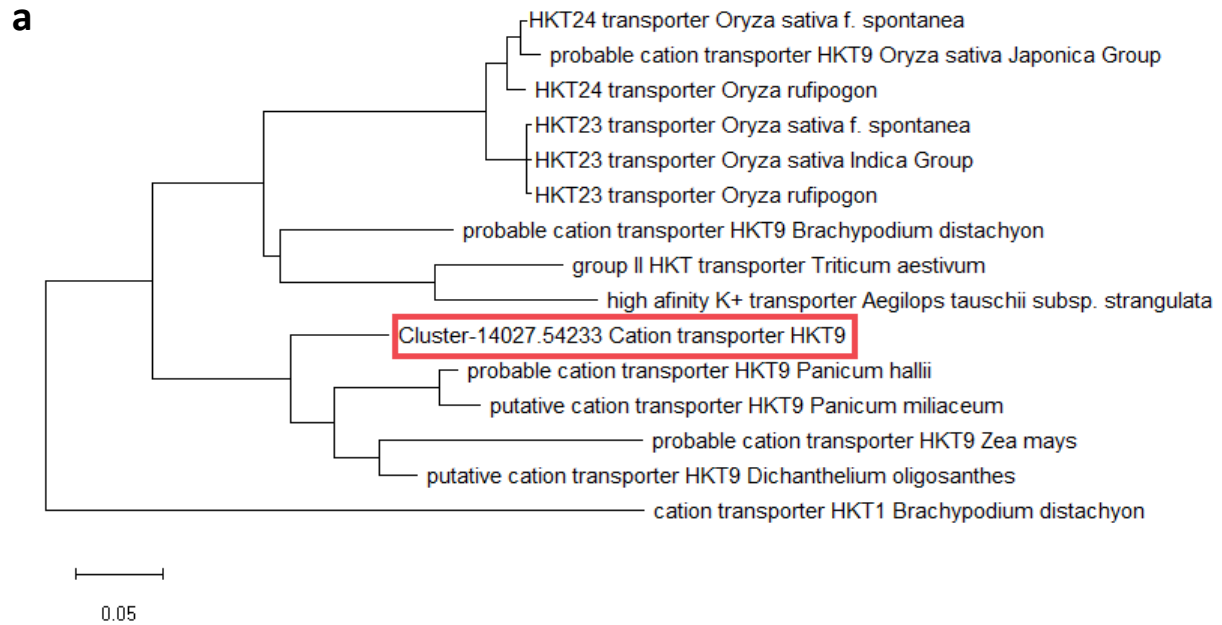 a
HKT24 transporter Oryza sativa f. spontanea
probable cation transporter HKT9 Oryza sativa Japonica Group
HKT24 transporter Oryza rufipogon
HKT23 transporter Oryza sativa f. spontanea
HKT23 transporter Oryza sativa Indica Group
HKT23 transporter Oryza rufipogon
probable cation transporter HKT9 Brachypodium distachyon
group II HKT transporter Triticum aestivum
high afinity K+ transporter Aegilops tauschii subsp. strangulata
Cluster-14027.54233 Cation transporter HKT9
probable cation transporter HKT9 Panicum hallii
putative cation transporter HKT9 Panicum miliaceum
probable cation transporter HKT9 Zea mays
putative cation transporter HKT9 Dichanthelium oligosanthes
cation transporter HKT1 Brachypodium distachyon
0.05